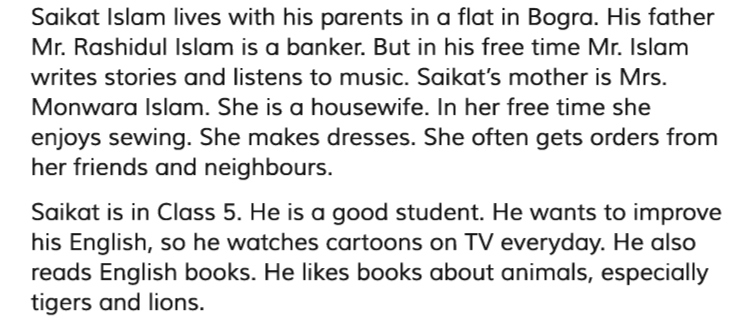 Saikat Islam lives with his parents in a flat in Bogra. His father
Mr. Rashidul Islam is a banker. But in his free time Mr. Islam
writes stories and listens to music. Saikat’s mother is Mrs.
Monwara Islam. She is a housewife. In her free time she
enjoys sewing. She makes dresses. She often gets orders from
her friends and neighbours.
Saikat is in Class 5. He is a good student. He wants to improve
his English, so he watches cartoons on TV everyday. He also
reads English books. He likes books about animals, especially
tigers and lions.